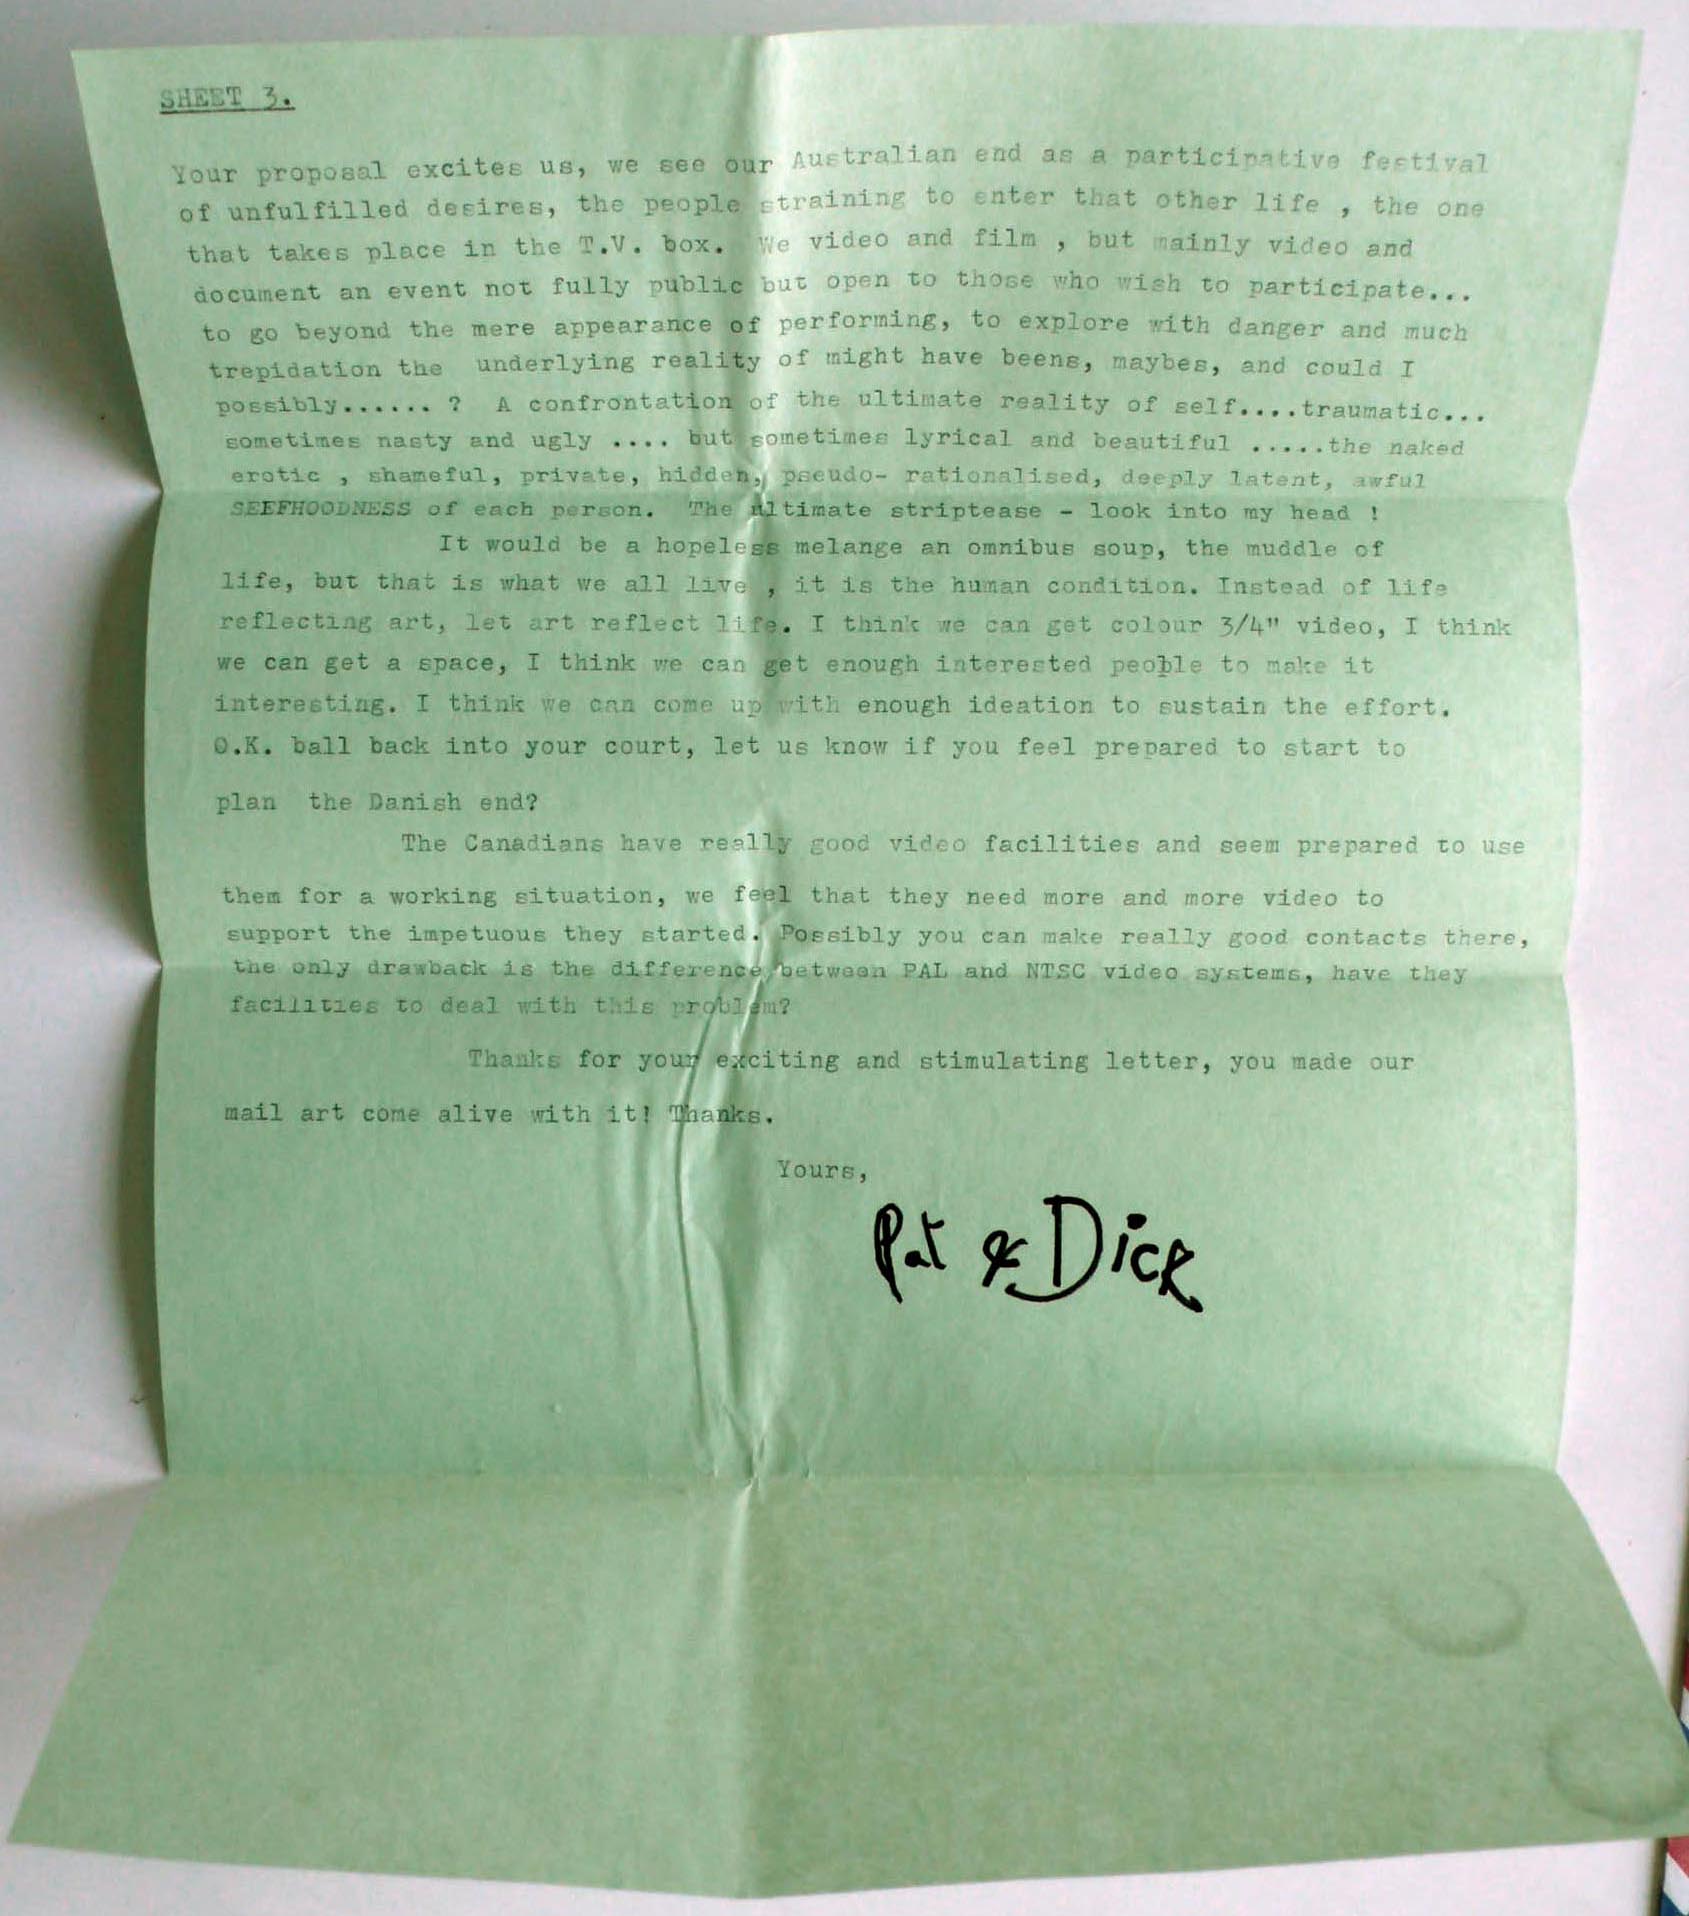 SHEET 3.
Your proposal excites us, we see our Australian end as a participative festival
of unfulfilled desires, the people straining to enter that other life , the one
that takes place in the T.V. box. We video and film , but mainly video and
document an event not fully public but open to those who wish to participate...
to go beyond the mere appearance of performing, to explore with danger and much
trepidation the underlying reality of might have beens, maybes, and could I
possibly...... ? A confrontation of the ultimate reality of self....traumatic...
sometimes nasty and ugly .... but sometimes lyrical and beautiful .....the naked
erotic , shameful, private, hidden, pseudo- rationalised, deeply latent, awful
SEEFHOODNESS of each person. The ultimate striptease - look into my head !
It would be a hopeless melange an omnibus soup, the muddle of
life, but that is what we all live , it is the human condition. Instead of life
reflecting art, let art reflect life. I think we can get colour 3/4" video, I think
we can get a space, I think we can get enough interested people to make it
interesting. I think we can come up with enough ideation to sustain the effort.
O.K. ball back into your court, let us know if you feel prepared to start to
plan the Danish end?
The Canadians have really good video facilities and seem prepared to use
them for a working situation, we feel that they need more and more video to
support the impetuous they started. Possibly you can make really good contacts there,
the only drawback is the difference between PAL and NTSC video systems, have they
facilities to deal with this problem?
Thanks for your exciting and stimulating letter, you made our
mail art come alive with it! Thanks.
Yours,
Pat & Dick